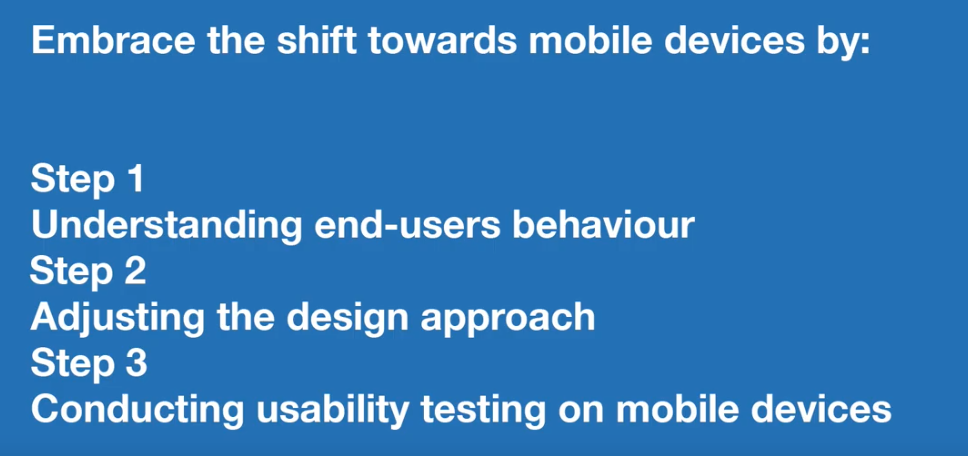 Embrace the shift towards mobile devices by:
Step 1
Understanding end-users behaviour
Step 2
Adjusting the design approach
Step 3
Conducting usability testing on mobile devices